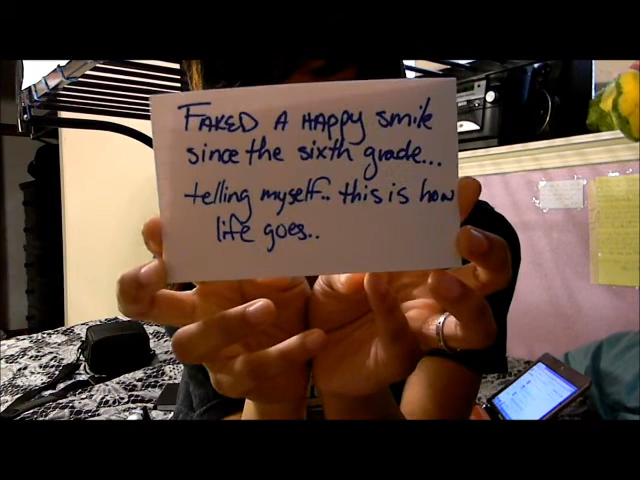 FAKED A HAPPY smile
since the sixth grade...
telling myself.. this is how
life goes..